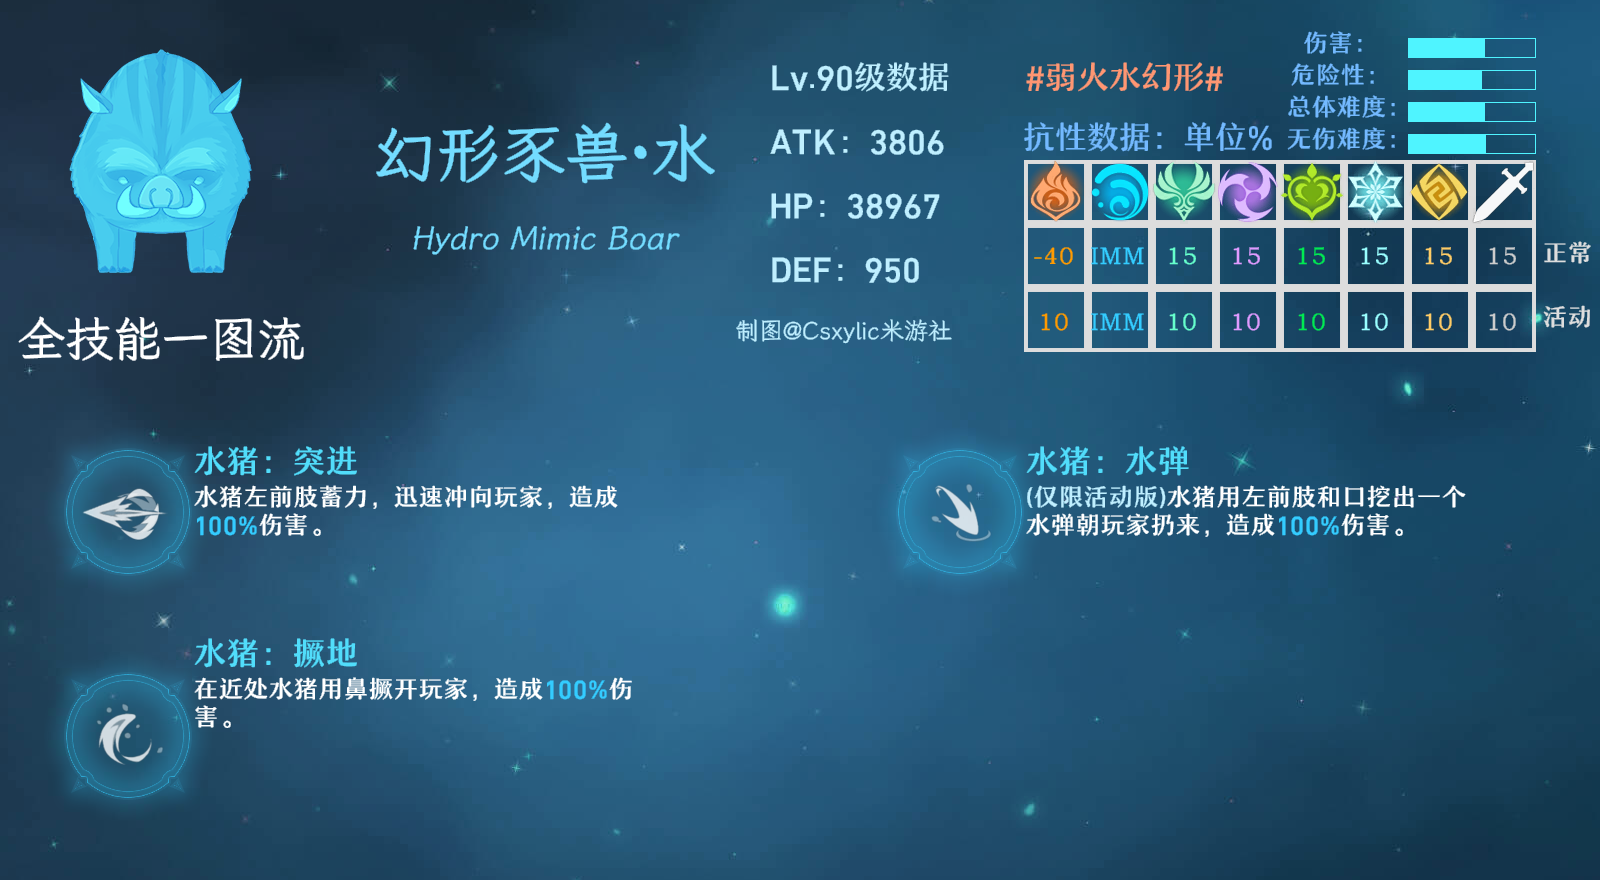 幻形豕兽·水
Hydro Mimic Boar
全技能一图流
Lv.90级数据
ATK：3806
HP：38967
DEF：950
制图@Csxylic米游社
#弱火水幻形#
伤害：
危险性：
总体难度：
无伤难度：
抗性数据：单位%
-40 IMM 15 15 15 15 15 15 正常
10 IMM 10 10 10 10 10 10 活动
水猪：突进
水猪左前肢蓄力，迅速冲向玩家，造成
100%伤害。
水猪：水弹
(仅限活动版)水猪用左前肢和口挖出一个
水弹朝玩家扔来，造成100%伤害。
水猪：撅地
在近处水猪用鼻撅开玩家，造成100%伤
害。